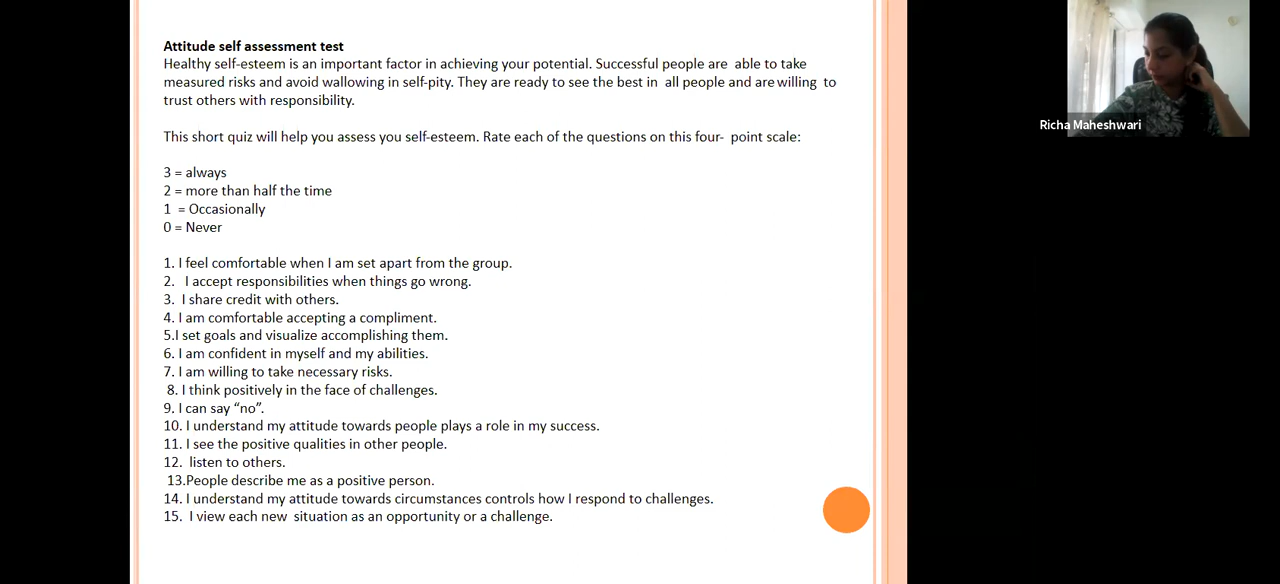 Attitude self assessment test
Healthy self-esteem is an important factor in achieving your potential. Successful people are able to take
measured risks and avoid wallowing in self-pity. They are ready to see the best in all people and are willing to
trust others with responsibility.
This short quiz will help you assess you self-esteem. Rate each of the questions on this four- point scale:
3 = always
2 = more than half the time
1 = Occasionally
0 = Never
1. I feel comfortable when I am set apart from the group.
2. I accept responsibilities when things go wrong.
3. I share credit with others.
4. I am comfortable accepting a compliment.
5.I set goals and visualize accomplishing them.
6. I am confident in myself and my abilities.
7. I am willing to take necessary risks.
8. I think positively in the face of challenges.
9. I can say “no”.
10. I understand my attitude towards people plays a role in my success.
11. I see the positive qualities in other people.
12. listen to others.
13.People describe me as a positive person.
14. I understand my attitude towards circumstances controls how I respond to challenges.
15. I view each new situation as an opportunity or a challenge.
Richa Maheshwari